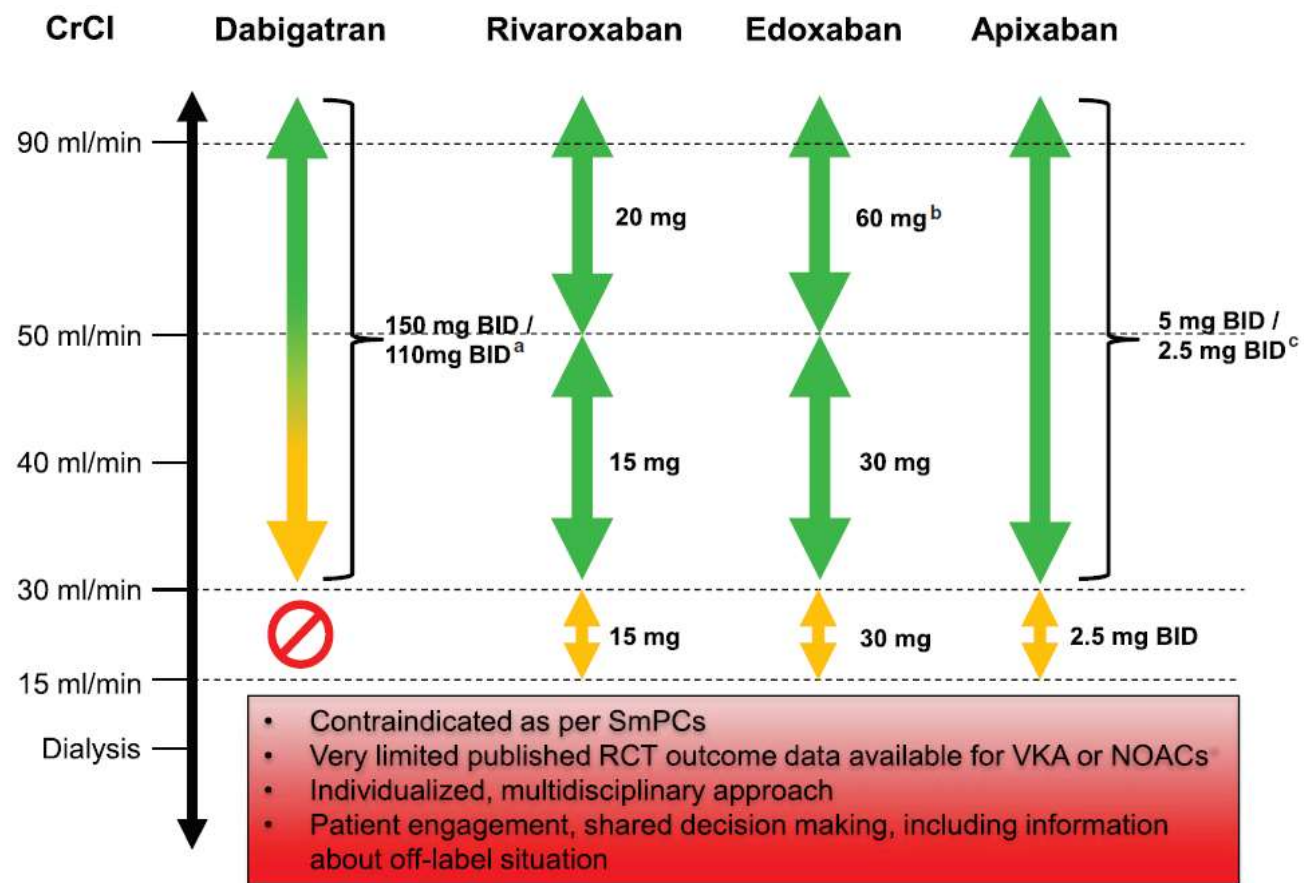 CrCl Dabigatran Rivaroxaban Edoxaban Apixaban
90 ml/min
20 mg
60 mg b
50 ml/min
150 mg BID /
110mg BID a
5 mg BID /
2.5 mg BID c
40 ml/min
15 mg
30 mg
30 ml/min
15 mg
30 mg
2.5 mg BID
15 ml/min
Dialysis
• Contraindicated as per SmPCs
• Very limited published RCT outcome data available for VKA or NOACs
• Individualized, multidisciplinary approach
• Patient engagement, shared decision making, including information
about off-label situation